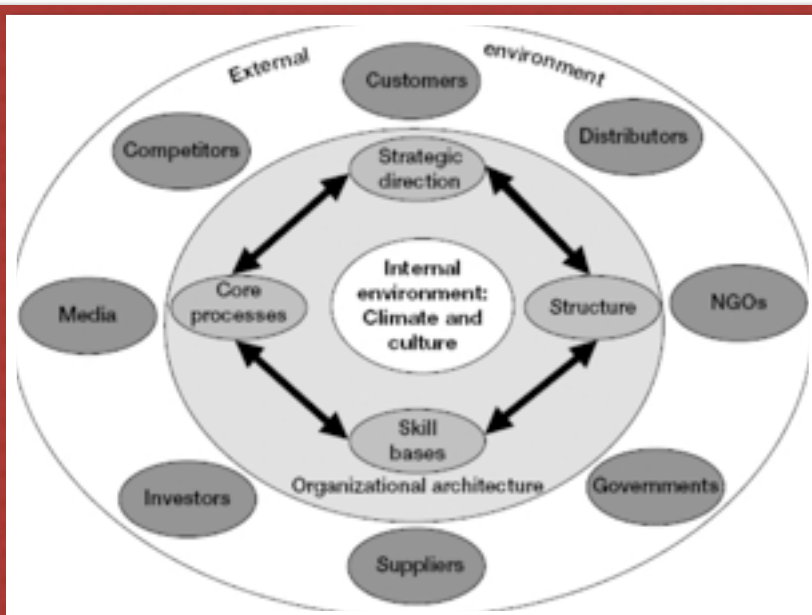 External environment
Customers
Competitors
Distributors
Strategic
direction
Core
processes
Internal
environment:
Climate and
culture
Structure
Media
NGOs
Skill
bases
Organizational architecture
Investors
Governments
Suppliers